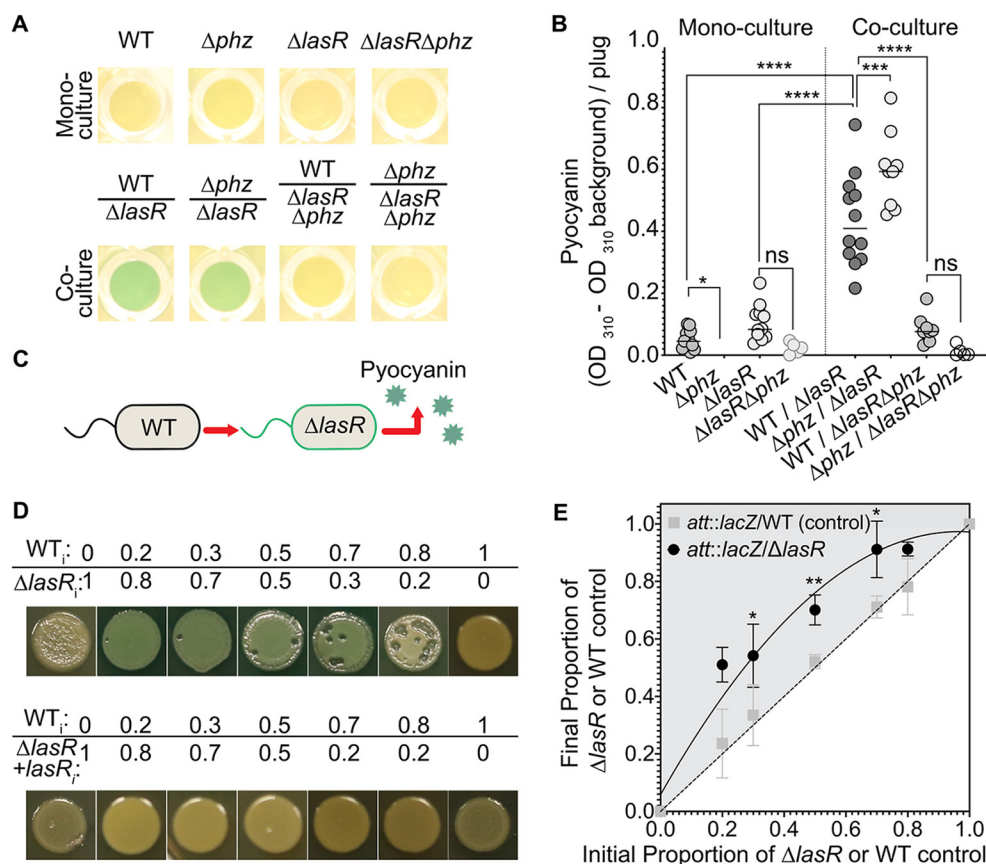 A
WT Δphz ΔlasR ΔlasRΔphz
Mono-
culture
WT Δphz WT Δphz
ΔlasR ΔlasR ΔlasR ΔlasR
Δphz Δphz
Co-
culture
B
Mono-culture Co-culture
Pyocyanin
(OD 310 - OD 310 background) / plug
1.0
0.8
0.6
0.4
0.2
0.0
****
****
****
***
*
ns
ns
WT
Δphz
ΔlasR
ΔlasRΔphz
WT / ΔlasR
Δphz / ΔlasR
WT / ΔlasRΔphz
Δphz / ΔlasRΔphz
C
WT
ΔlasR
Pyocyanin
D
WTi: 0 0.2 0.3 0.5 0.7 0.8 1
ΔlasRi: 1 0.8 0.7 0.5 0.3 0.2 0
WTi: 0 0.2 0.3 0.5 0.7 0.8 1
ΔlasR 1 0.8 0.7 0.5 0.2 0.2 0
+lasRi:
E
att::lacZ/WT (control)
att::lacZ/ΔlasR
*
**
*
Final Proportion of
ΔlasR or WT control
1.0
0.8
0.6
0.4
0.2
0.0
0.0 0.2 0.4 0.6 0.8 1.0
Initial Proportion of ΔlasR or WT control